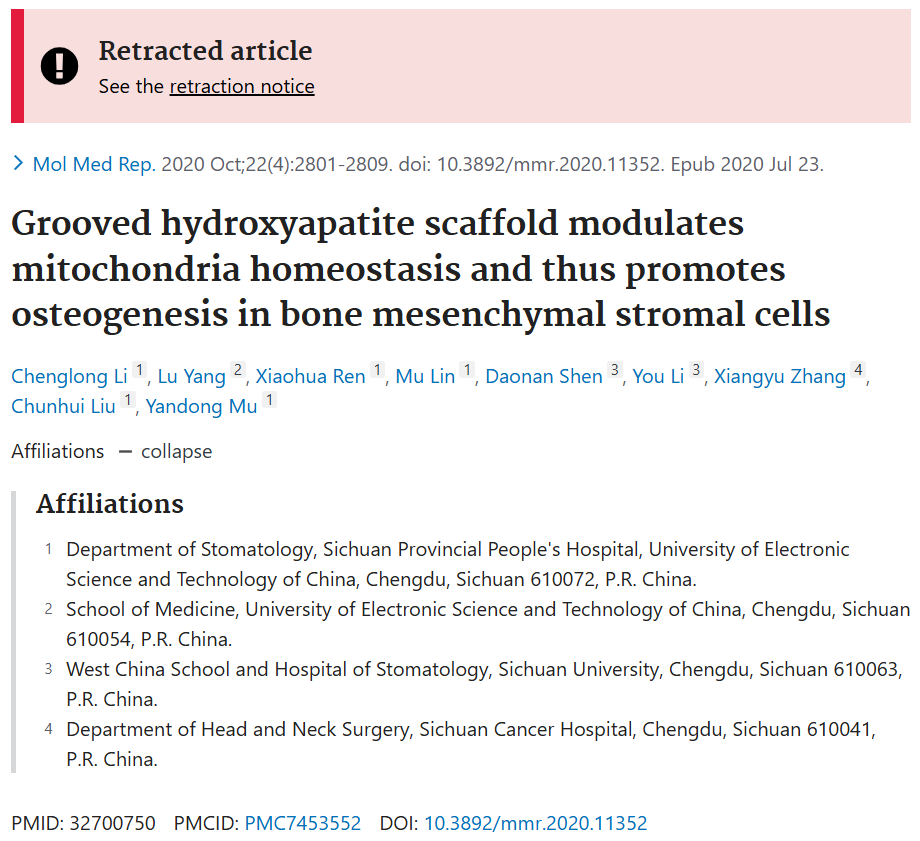 Retracted article
See the retraction notice
Mol Med Rep. 2020 Oct;22(4):2801-2809. doi: 10.3892/mmr.2020.11352. Epub 2020 Jul 23.
Grooved hydroxyapatite scaffold modulates
mitochondria homeostasis and thus promotes
osteogenesis in bone mesenchymal stromal cells
Chenglong Li 1, Lu Yang 2, Xiaohua Ren 1, Mu Lin 1, Daonan Shen 3, You Li 3, Xiangyu Zhang 4,
Chunhui Liu 1, Yandong Mu 1
Affiliations — collapse
Affiliations
1 Department of Stomatology, Sichuan Provincial People's Hospital, University of Electronic
Science and Technology of China, Chengdu, Sichuan 610072, P.R. China.
2 School of Medicine, University of Electronic Science and Technology of China, Chengdu, Sichuan
610054, P.R. China.
3 West China School and Hospital of Stomatology, Sichuan University, Chengdu, Sichuan 610063,
P.R. China.
4 Department of Head and Neck Surgery, Sichuan Cancer Hospital, Chengdu, Sichuan 610041,
P.R. China.
PMID: 32700750 PMCID: PMC7453552 DOI: 10.3892/mmr.2020.11352